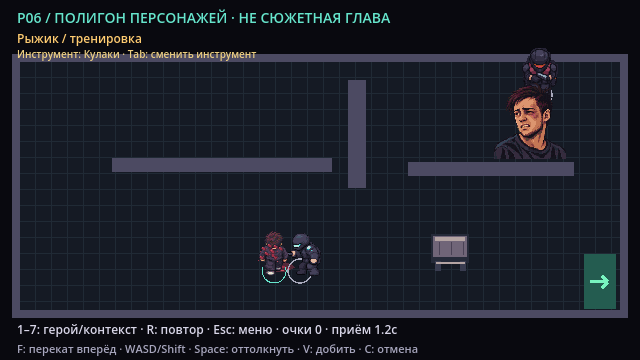 P06 / ПОЛИГОН ПЕРСОНАЖЕЙ · НЕ СЮЖЕТНАЯ ГЛАВА
Рыжик / тренировка
Инструмент: Кулаки · Tab: сменить инструмент
1–7: герой/контекст · R: повтор · Esc: меню · очки 0 · приём 1.2с
F: перекат вперёд · WASD/Shift · Space: оттолкнуть · V: добить · C: отмена